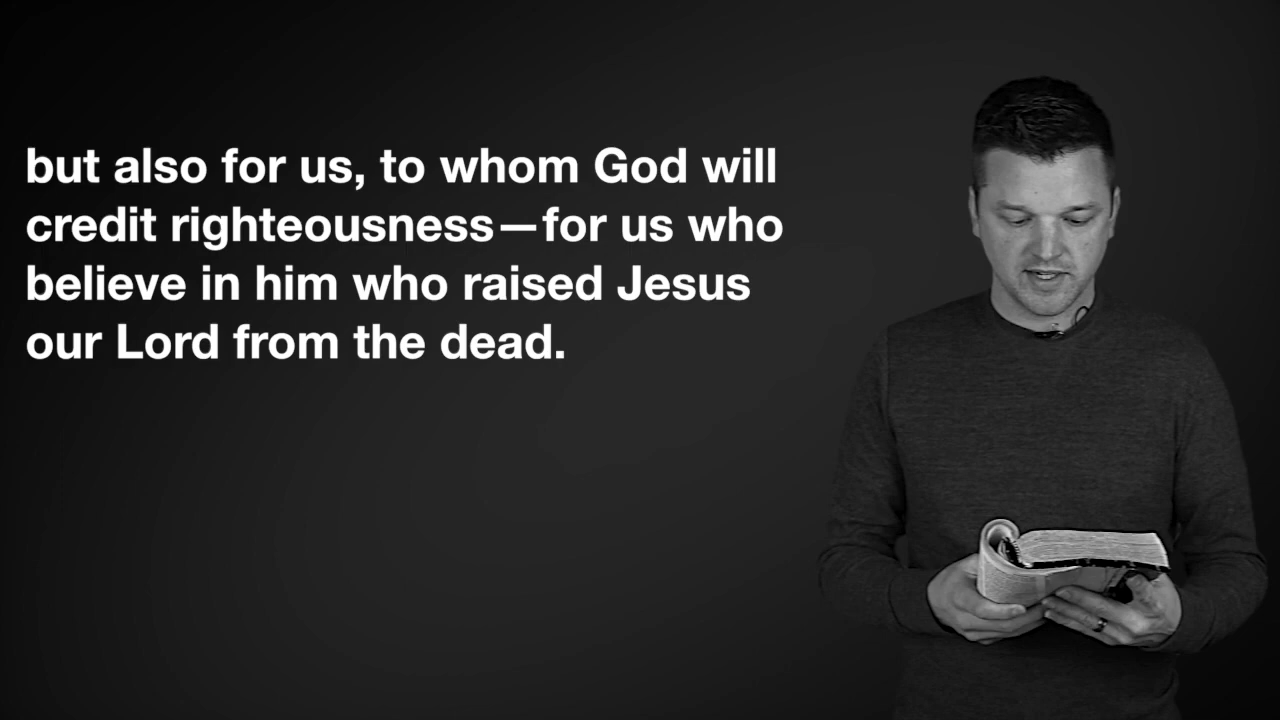 but also for us, to whom God will
credit righteousness—for us who
believe in him who raised Jesus
our Lord from the dead.